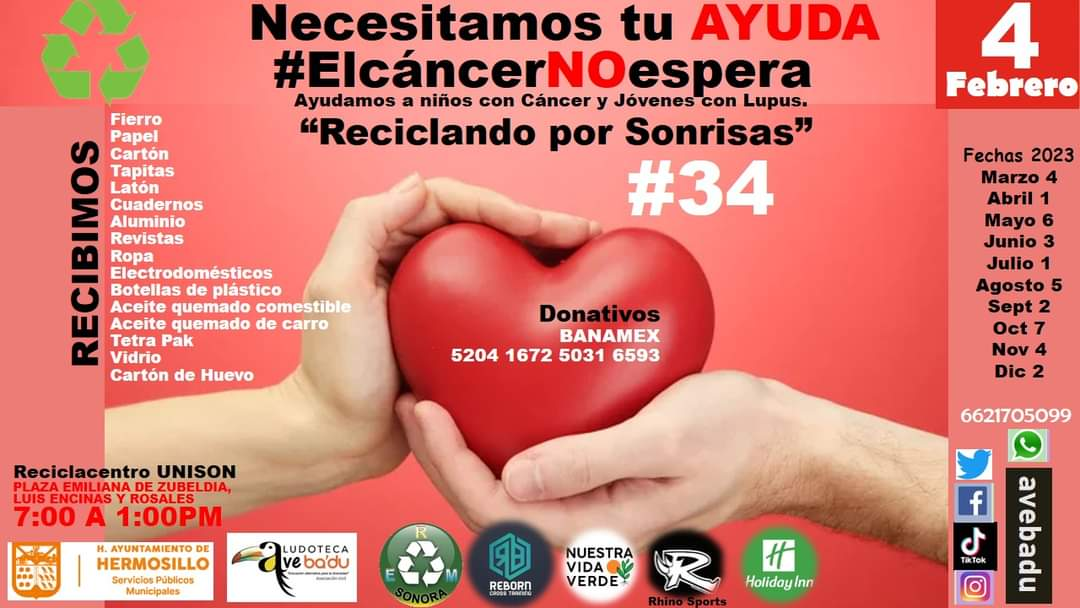 Necesitamos tu AYUDA
#ElcáncerNOespera
Ayudamos a niños con Cáncer y Jóvenes con Lupus.
“Reciclando por Sonrisas”
#34
4
Febrero
RECIBIMOS
Fierro
Papel
Cartón
Tapitas
Latón
Cuadernos
Aluminio
Revistas
Ropa
Electrodomésticos
Botellas de plástico
Aceite quemado comestible
Aceite quemado de carro
Tetra Pak
Vidrio
Cartón de Huevo
Donativos
BANAMEX
5204 1672 5031 6593
Fechas 2023
Marzo 4
Abril 1
Mayo 6
Junio 3
Julio 1
Agosto 5
Sept 2
Oct 7
Nov 4
Dic 2
6621705099
avebadu
TikTok
Reciclacentro UNISON
PLAZA EMILIANA DE ZUBELDIA,
LUIS ENCINAS Y ROSALES
7:00 A 1:00PM
H. AYUNTAMIENTO DE
HERMOSILLO
Servicios Públicos
Municipales
LUDOTECA
Ave ba'du
R
E M
SONORA
REBORN
CROSS TRAINING
NUESTRA
VIDA
VERDE
R
Rhino Sports
H
Holiday Inn